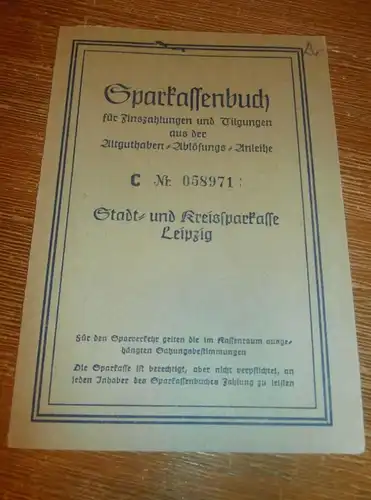 Sparkassenbuch
für Zinszahlungen und Tilgungen
aus der
Altguthaben-Ablösungs-Anleihe
C Nr. 058971
Stadt- und Kreissparkasse
Leipzig
Für den Sparverkehr gelten die im Kassenraum ausge-
hängten Satzungsbestimmungen
Die Sparkasse ist berechtigt, aber nicht verpflichtet, an
jeden Inhaber des Sparkassenbuches Zahlung zu leisten